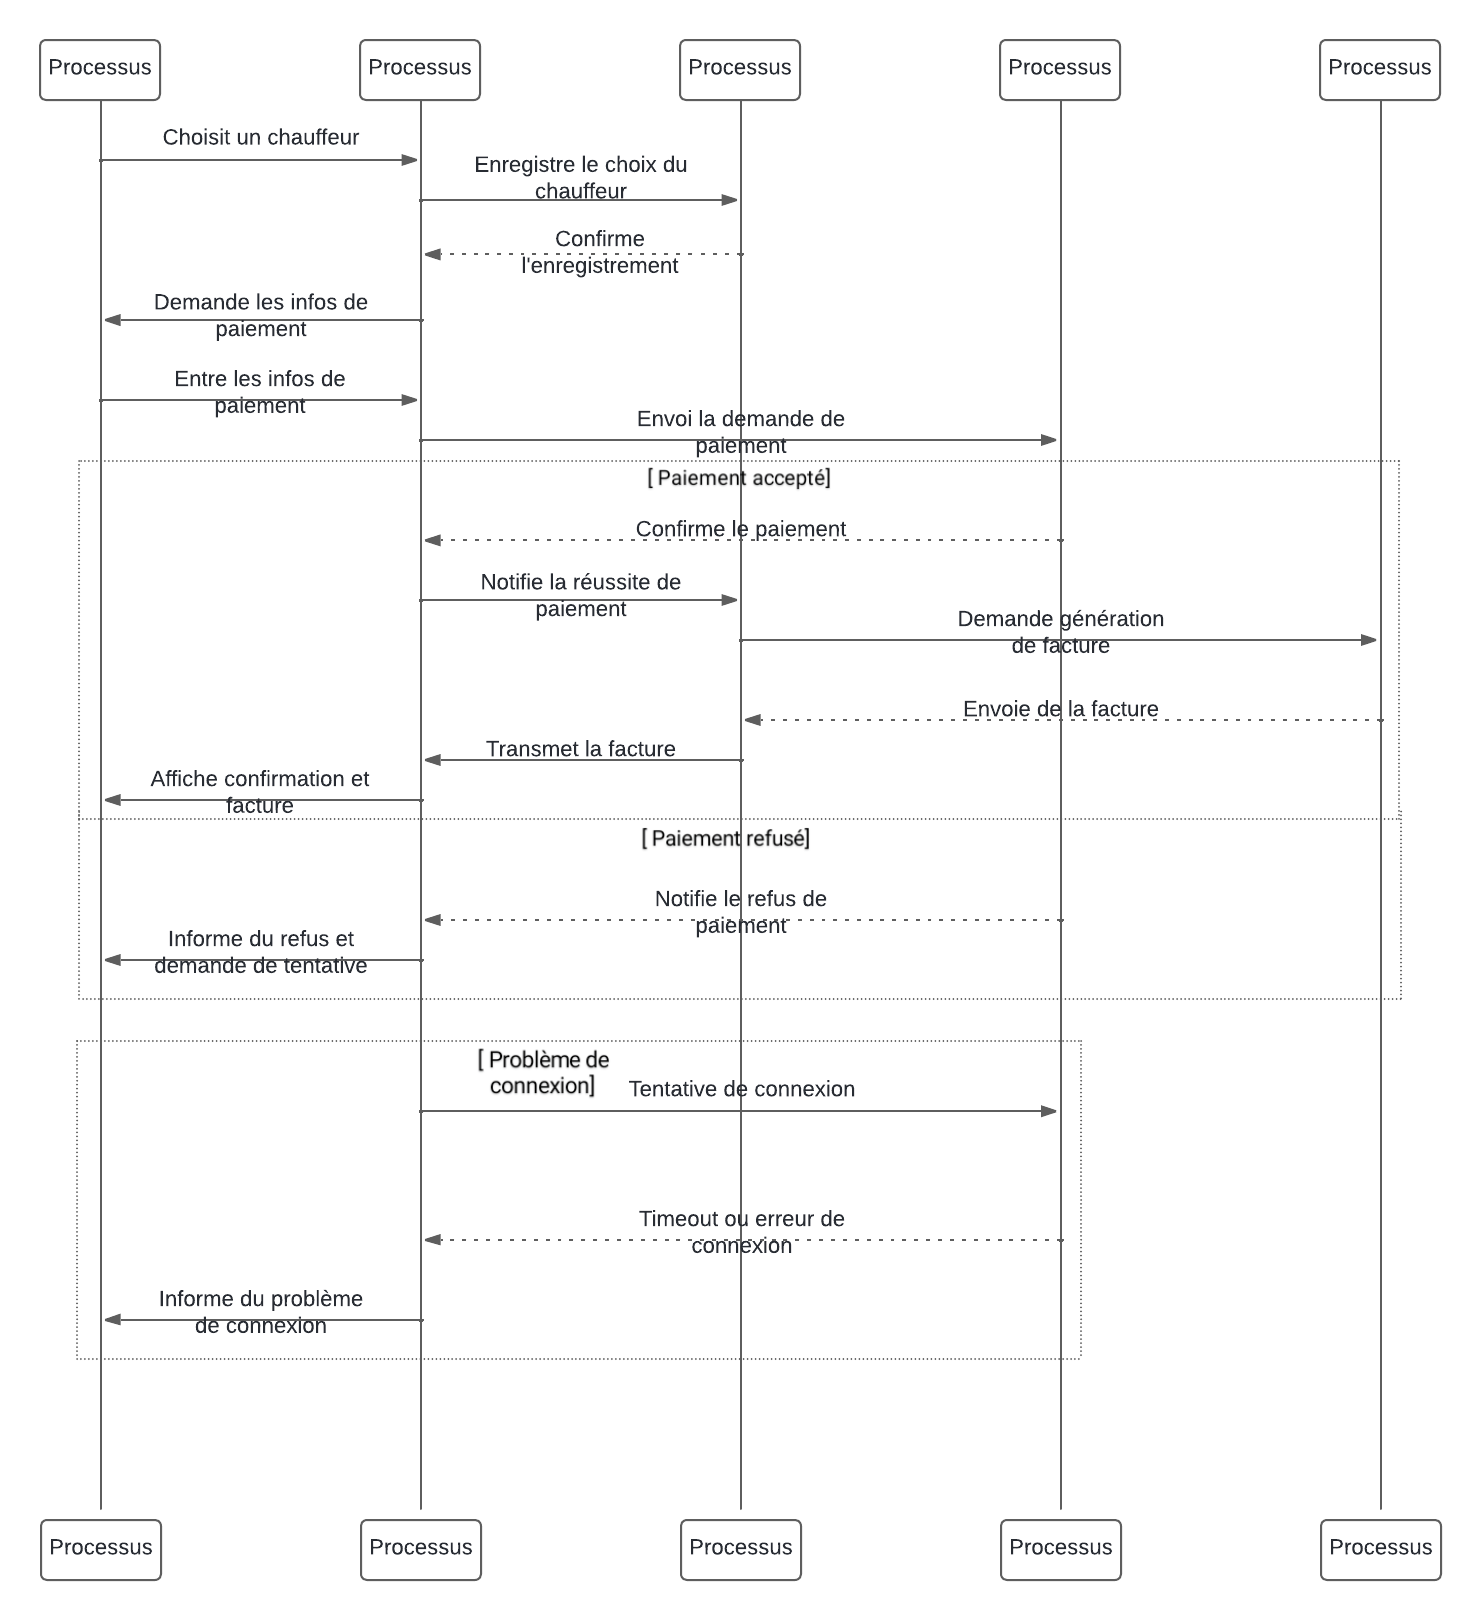 Processus
Processus
Processus
Processus
Processus
Choisit un chauffeur
Enregistre le choix du
chauffeur
Confirme
l'enregistrement
Demande les infos de
paiement
Entre les infos de
paiement
Envoi la demande de
paiement
[ Paiement accepté]
Confirme le paiement
Notifie la réussite de
paiement
Demande génération
de facture
Envoie de la facture
Transmet la facture
Affiche confirmation et
facture
[ Paiement refusé]
Notifie le refus de
paiement
Informe du refus et
demande de tentative
[ Problème de
connexion]
Tentative de connexion
Timeout ou erreur de
connexion
Informe du problème
de connexion
Processus
Processus
Processus
Processus
Processus